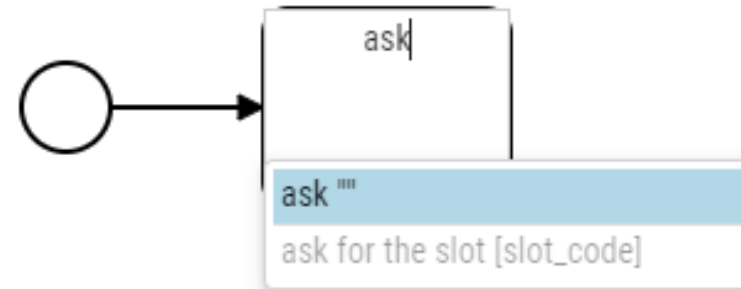 ask
ask ""
ask for the slot [slot_code]